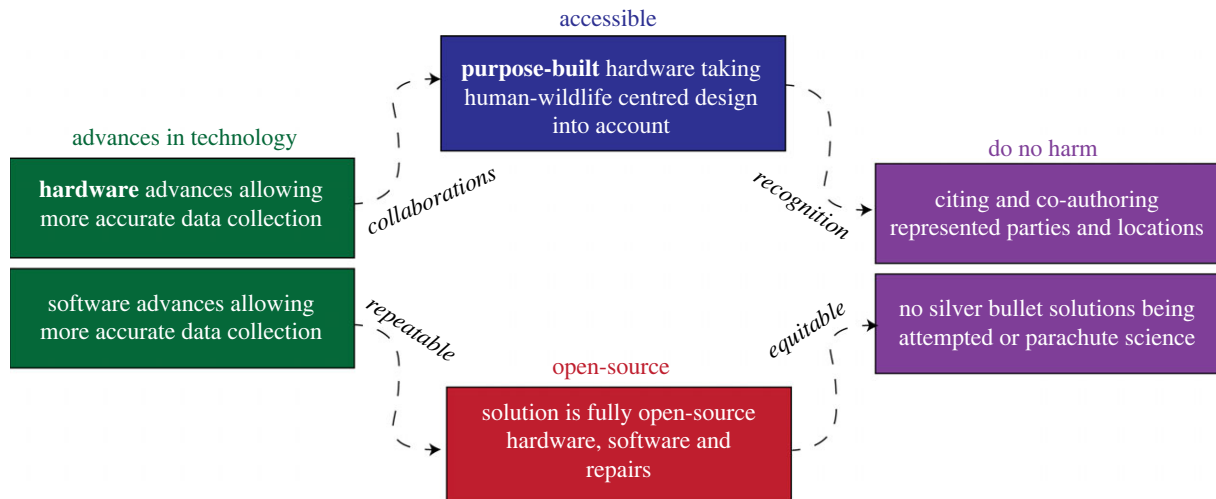 accessible
purpose-built hardware taking
human-wildlife centred design
into account
advances in technology
hardware advances allowing
more accurate data collection
collaborations
recognition
do no harm
citing and co-authoring
represented parties and locations
software advances allowing
more accurate data collection
repeatable
equitable
no silver bullet solutions being
attempted or parachute science
open-source
solution is fully open-source
hardware, software and
repairs